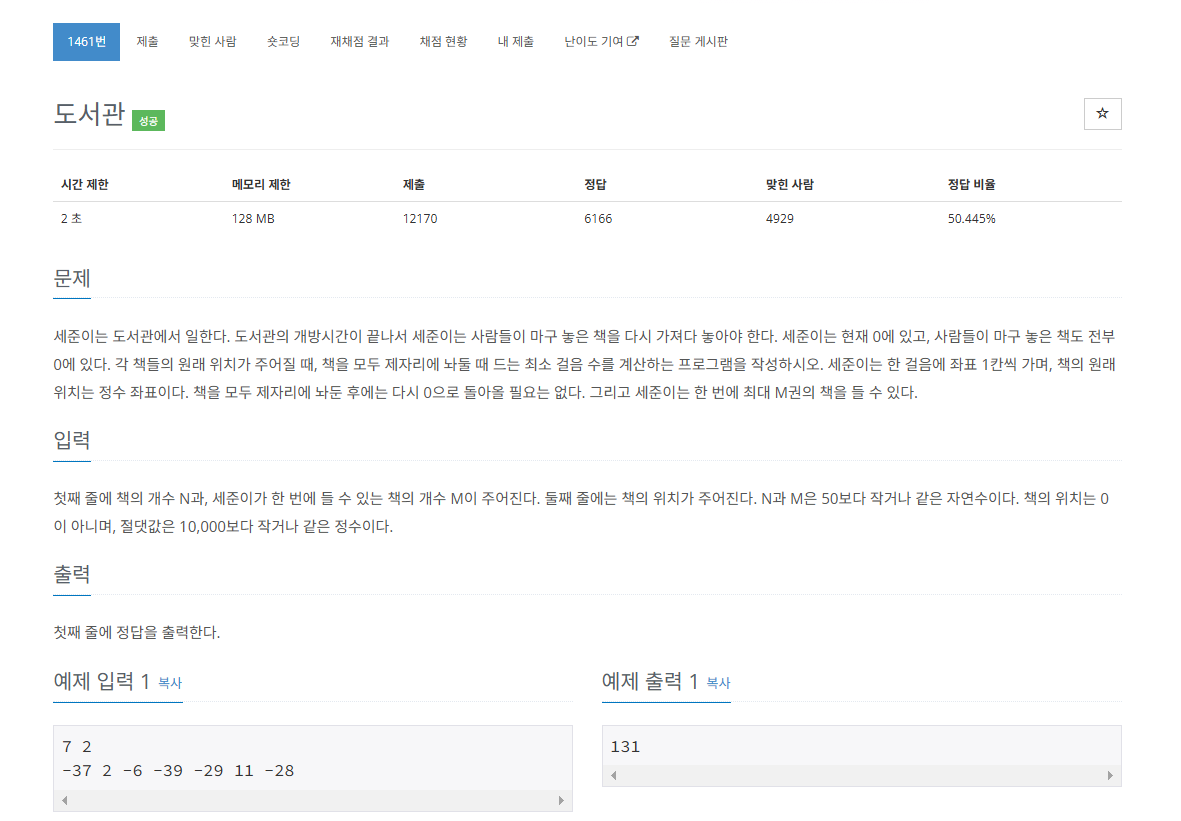 1461번 제출 맞힌 사람 숏코딩 재채점 결과 채점 현황 내 제출 난이도 기여 질문 게시판
도서관 성공
시간 제한 메모리 제한 제출 정답 맞힌 사람 정답 비율
2 초 128 MB 12170 6166 4929 50.445%
문제
세준이는 도서관에서 일한다. 도서관의 개방시간이 끝나서 세준이는 사람들이 마구 놓은 책을 다시 가져다 놓아야 한다. 세준이는 현재 0에 있고, 사람들이 마구 놓은 책도 전부
0에 있다. 각 책들의 원래 위치가 주어질 때, 책을 모두 제자리에 놔둘 때 드는 최소 걸음 수를 계산하는 프로그램을 작성하시오. 세준이는 한 걸음에 좌표 1칸씩 가며, 책의 원래
위치는 정수 좌표이다. 책을 모두 제자리에 놔둔 후에는 다시 0으로 돌아올 필요는 없다. 그리고 세준이는 한 번에 최대 M권의 책을 들 수 있다.
입력
첫째 줄에 책의 개수 N과, 세준이가 한 번에 들 수 있는 책의 개수 M이 주어진다. 둘째 줄에는 책의 위치가 주어진다. N과 M은 50보다 작거나 같은 자연수이다. 책의 위치는 0
이 아니며, 절댓값은 10,000보다 작거나 같은 정수이다.
출력
첫째 줄에 정답을 출력한다.
예제 입력 1 복사
7 2
-37 2 -6 -39 -29 11 -28
예제 출력 1 복사
131